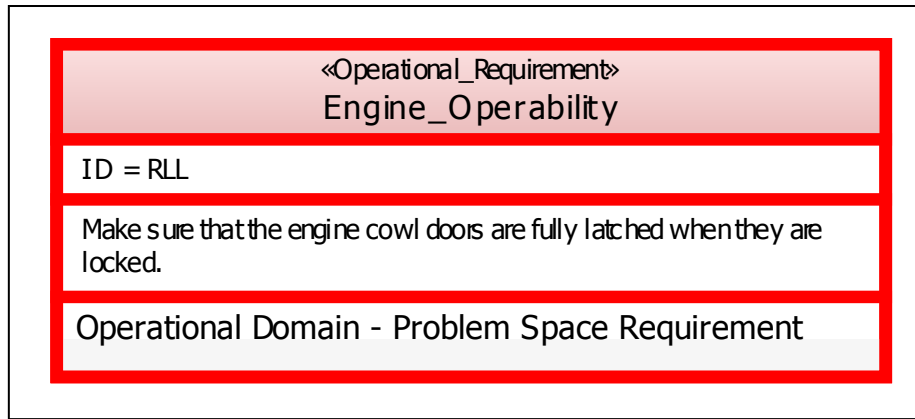 «Operational_Requirement»
Engine_Operability
ID = RLL
Make sure that the engine cowl doors are fully latched when they are
locked.
Operational Domain - Problem Space Requirement